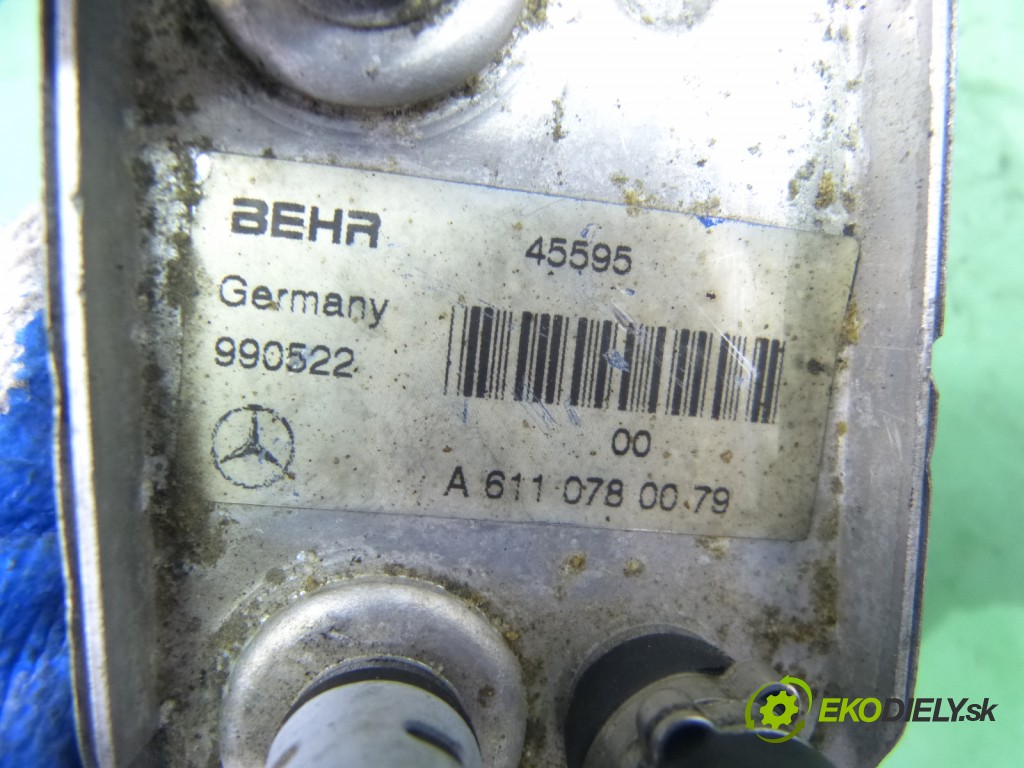 BEHR 45595
Germany
990522
00
A 611 078 00 79
EKODIELY.sk